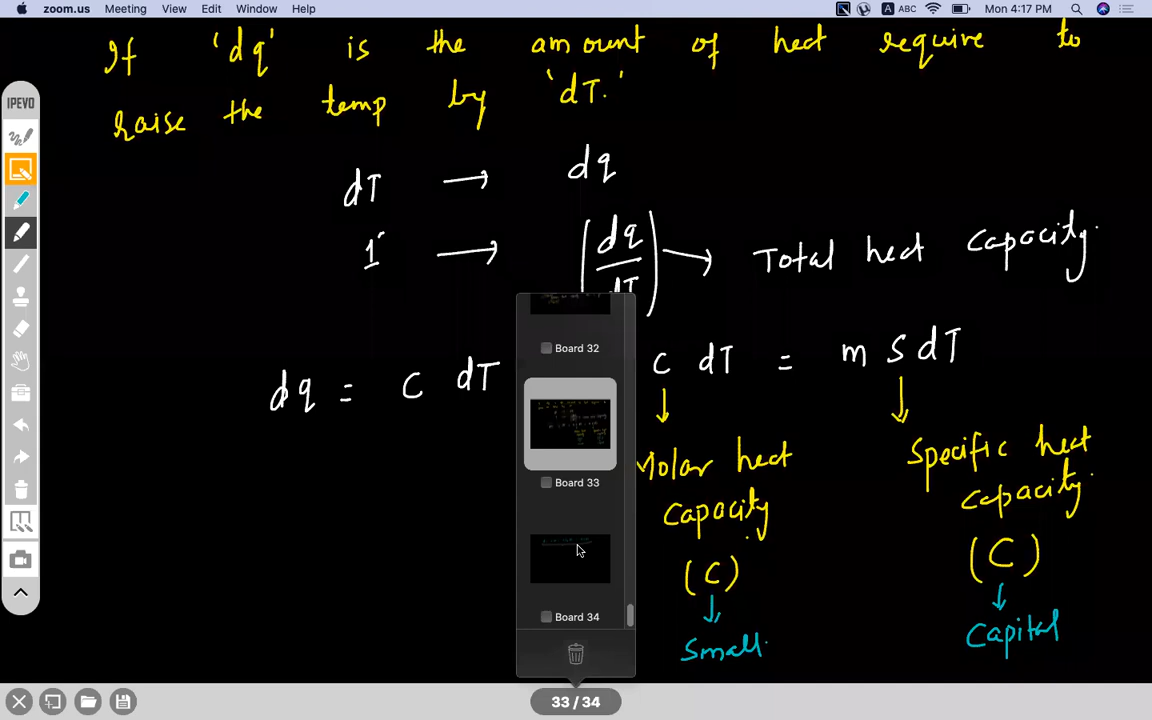 zoom.us Meeting View Edit Window Help A ABC Mon 4:17 PM
IPEVO
If 'dq' is the amount of heat require to
raise the temp by 'dT.'
dT → dq
1° → (dq/dT) → Total heat capacity.
dq = C dT c dT = m S dT
Molar heat capacity
(C)
Small.
Specific heat capacity.
(C)
Capital
Board 32
Board 33
Board 34
33 / 34